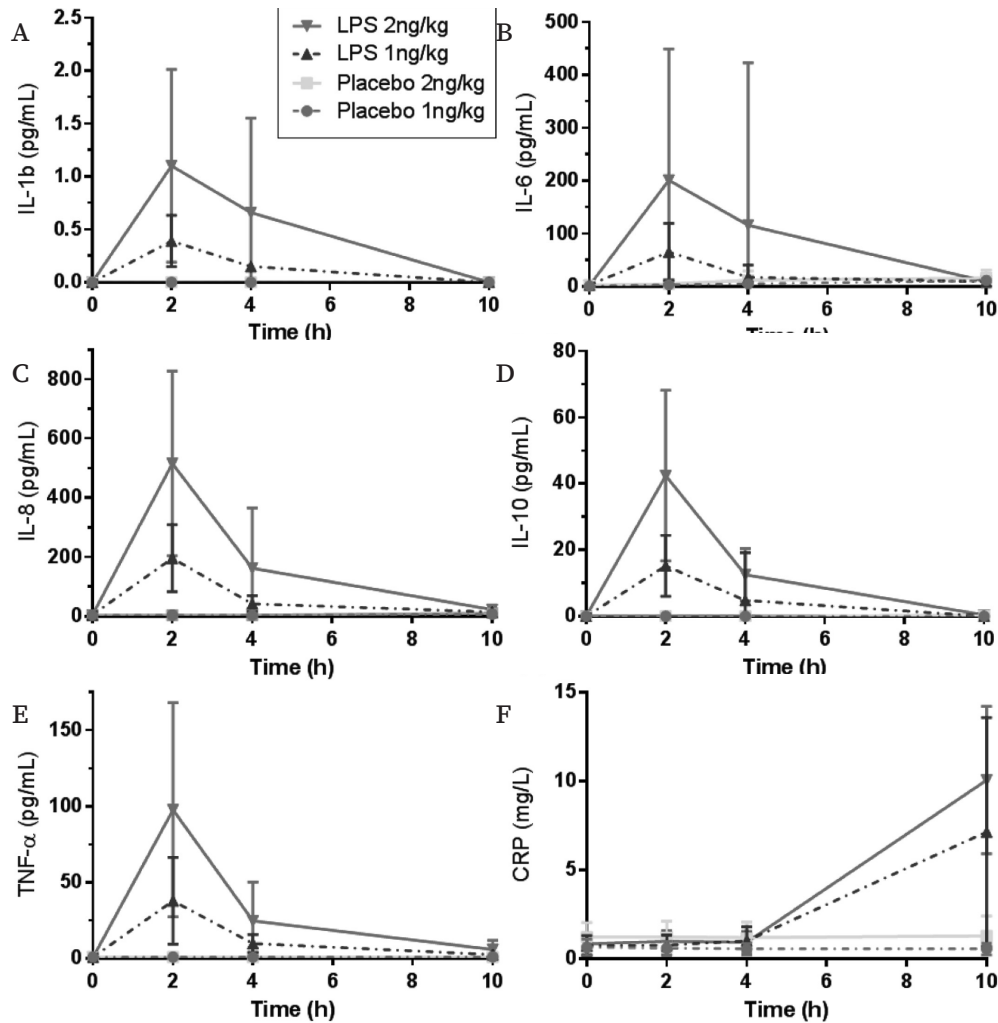 A
B
LPS 2ng/kg
LPS 1ng/kg
Placebo 2ng/kg
Placebo 1ng/kg
IL-1b (pg/mL)
2.5
2.0
1.5
1.0
0.5
0.0
0 2 4 6 8 10
Time (h)
IL-6 (pg/mL)
500
400
300
200
100
0
0 2 4 6 8 10
Time (h)
C
IL-8 (pg/mL)
800
600
400
200
0
0 2 4 6 8 10
Time (h)
D
IL-10 (pg/mL)
80
60
40
20
0
0 2 4 6 8 10
Time (h)
E
TNF-α (pg/mL)
150
100
50
0
0 2 4 6 8 10
Time (h)
F
CRP (mg/L)
15
10
5
0
0 2 4 6 8 10
Time (h)